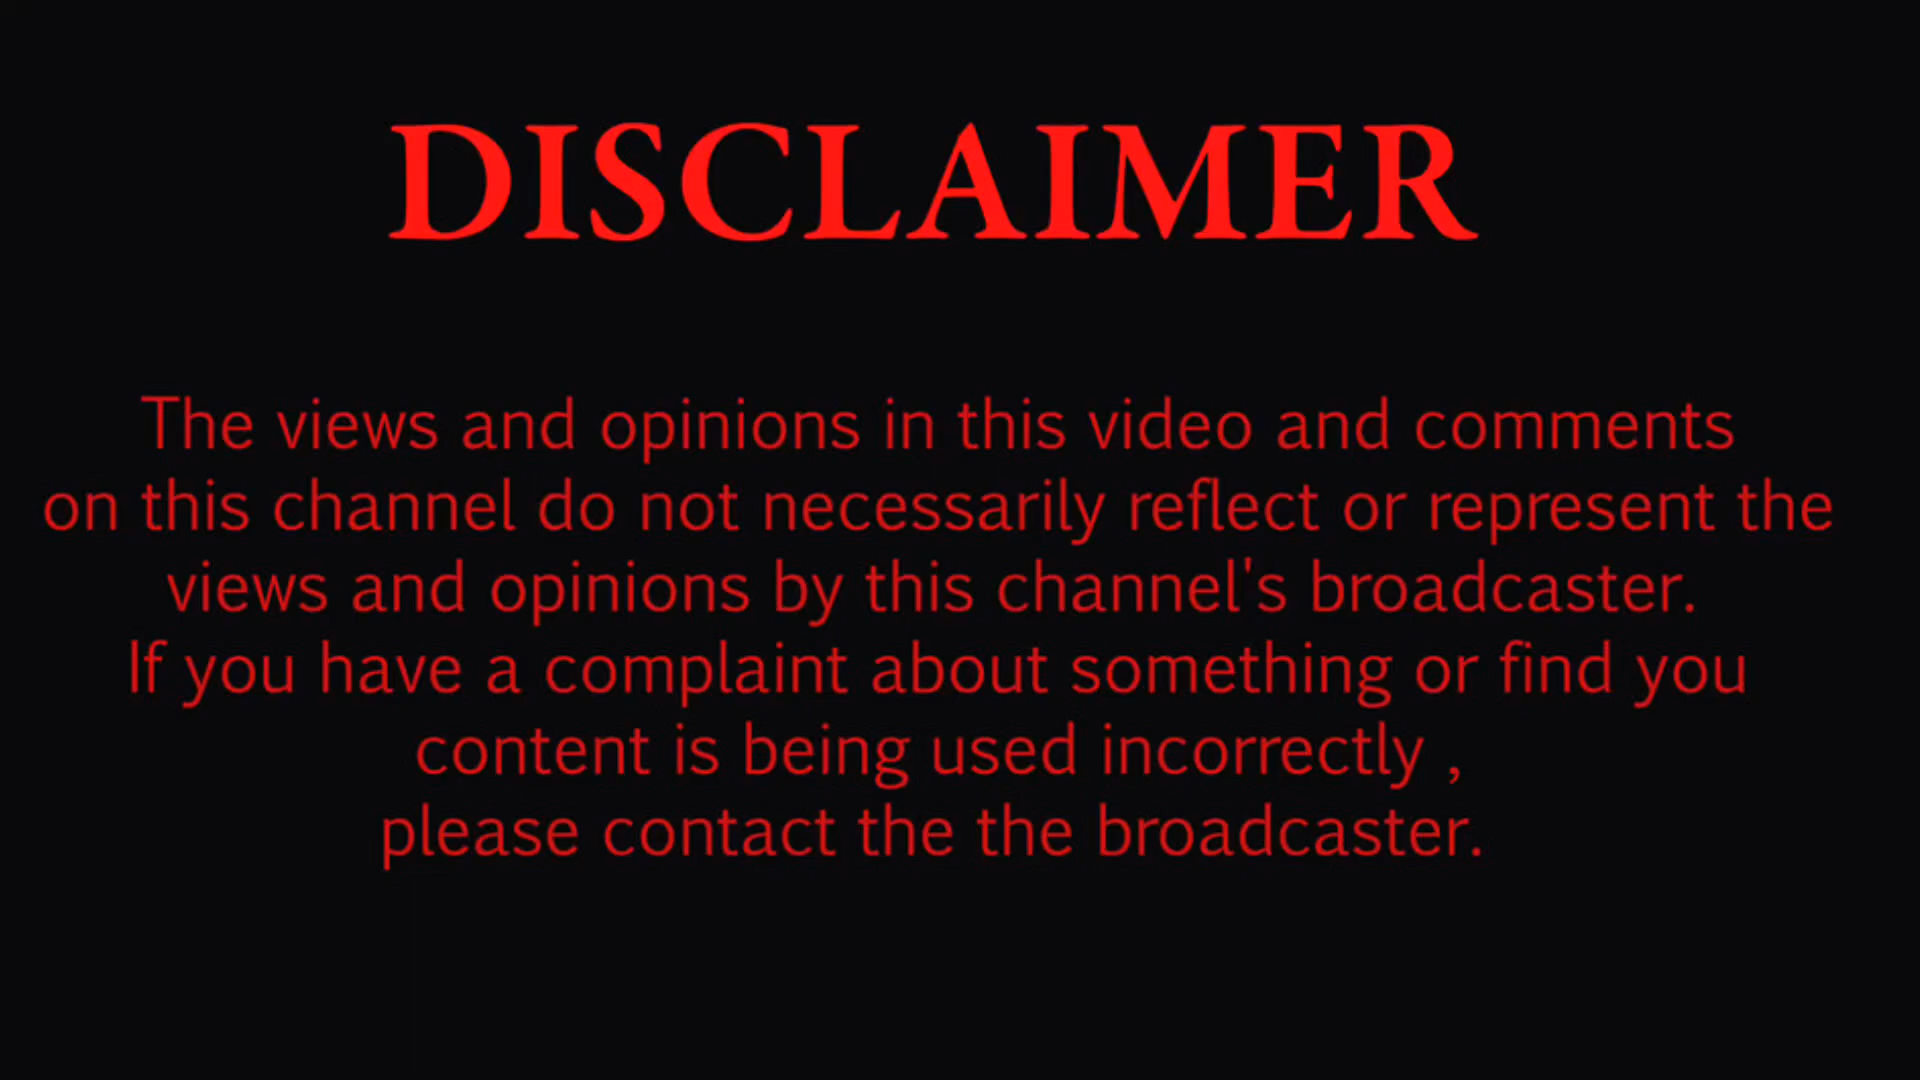 DISCLAIMER
The views and opinions in this video and comments
on this channel do not necessarily reflect or represent the
views and opinions by this channel's broadcaster.
If you have a complaint about something or find you
content is being used incorrectly ,
please contact the the broadcaster.